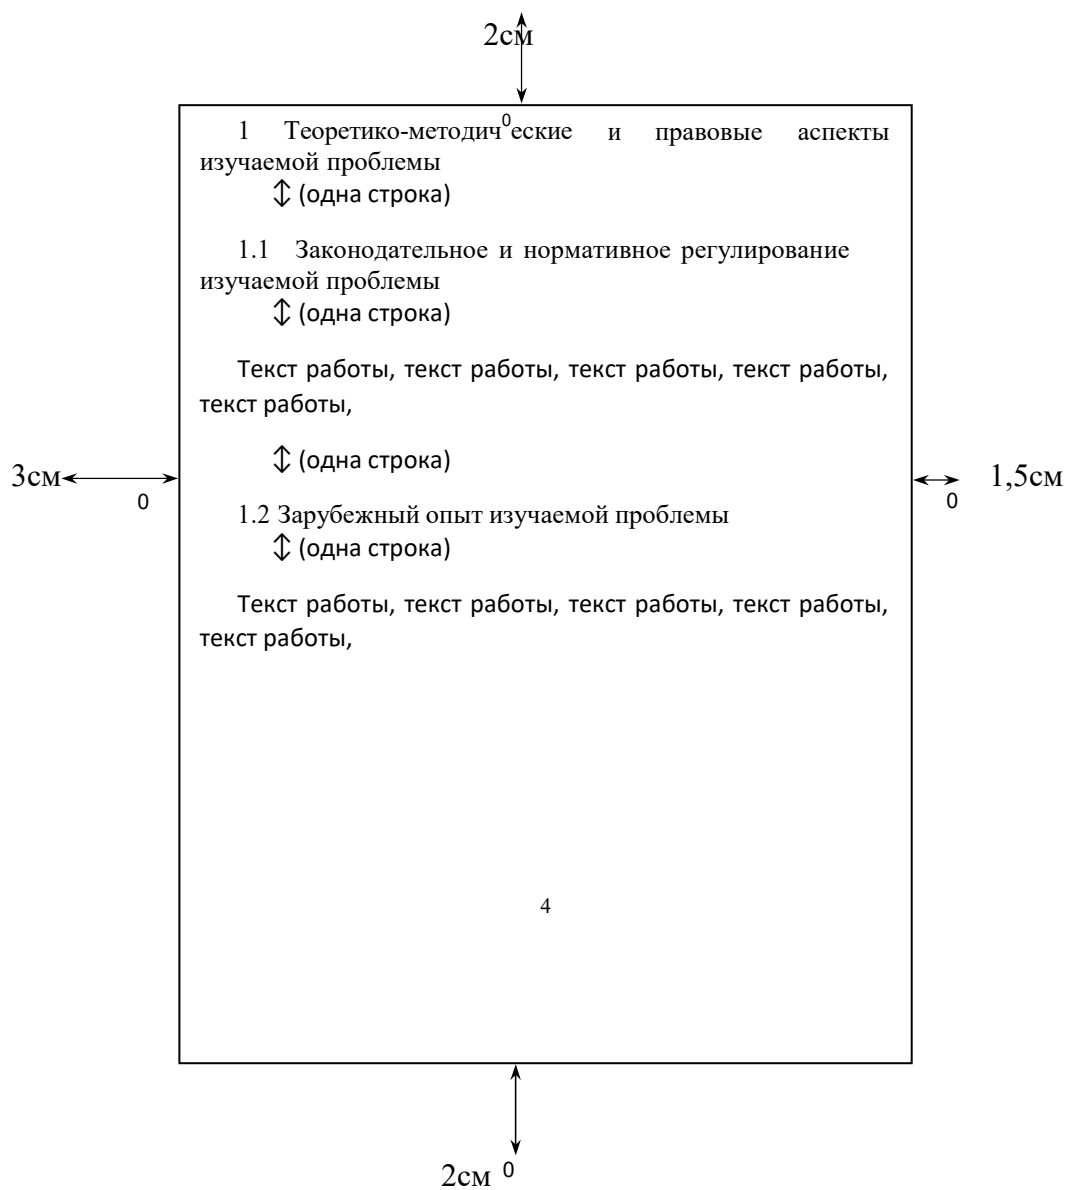 2см
0
1 Теоретико-методические и правовые аспекты
изучаемой проблемы
↕ (одна строка)
1.1 Законодательное и нормативное регулирование
изучаемой проблемы
↕ (одна строка)
Текст работы, текст работы, текст работы, текст работы,
текст работы,
↕ (одна строка)
3см
0
1,5см
0
1.2 Зарубежный опыт изучаемой проблемы
↕ (одна строка)
Текст работы, текст работы, текст работы, текст работы,
текст работы,
4
2см 0